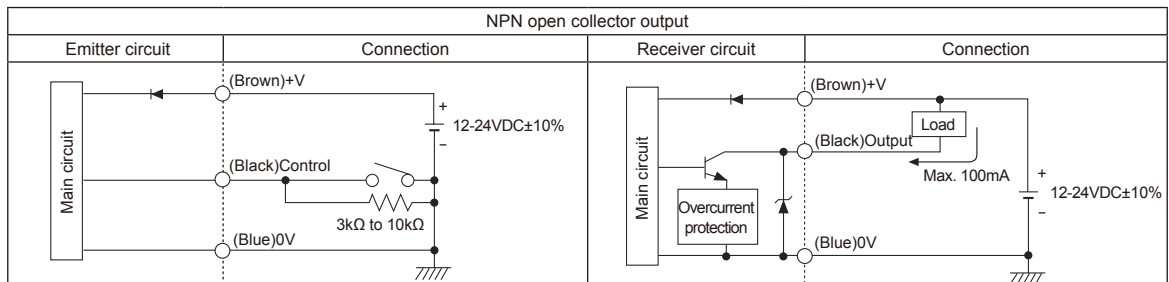 NPN open collector output
Emitter circuit
Connection
Receiver circuit
Connection
Main circuit
(Brown)+V
+
12-24VDC±10%
−
(Black)Control
3kΩ to 10kΩ
(Blue)0V
Main circuit
(Brown)+V
Load
(Black)Output
Max. 100mA
+
12-24VDC±10%
−
Overcurrent
protection
(Blue)0V